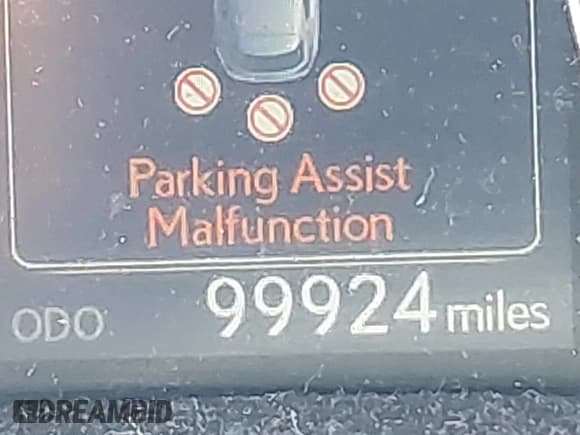 Parking Assist
Malfunction
ODO 99924 miles
DREAMBID